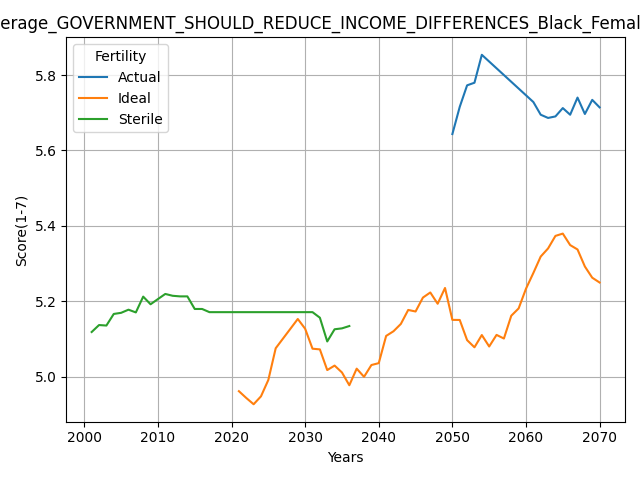 erage_GOVERNMENT_SHOULD_REDUCE_INCOME_DIFFERENCES_Black_Femal
Fertility
Actual
Ideal
Sterile
5.8
5.6
5.4
5.2
5.0
Score(1-7)
2000 2010 2020 2030 2040 2050 2060 2070
Years